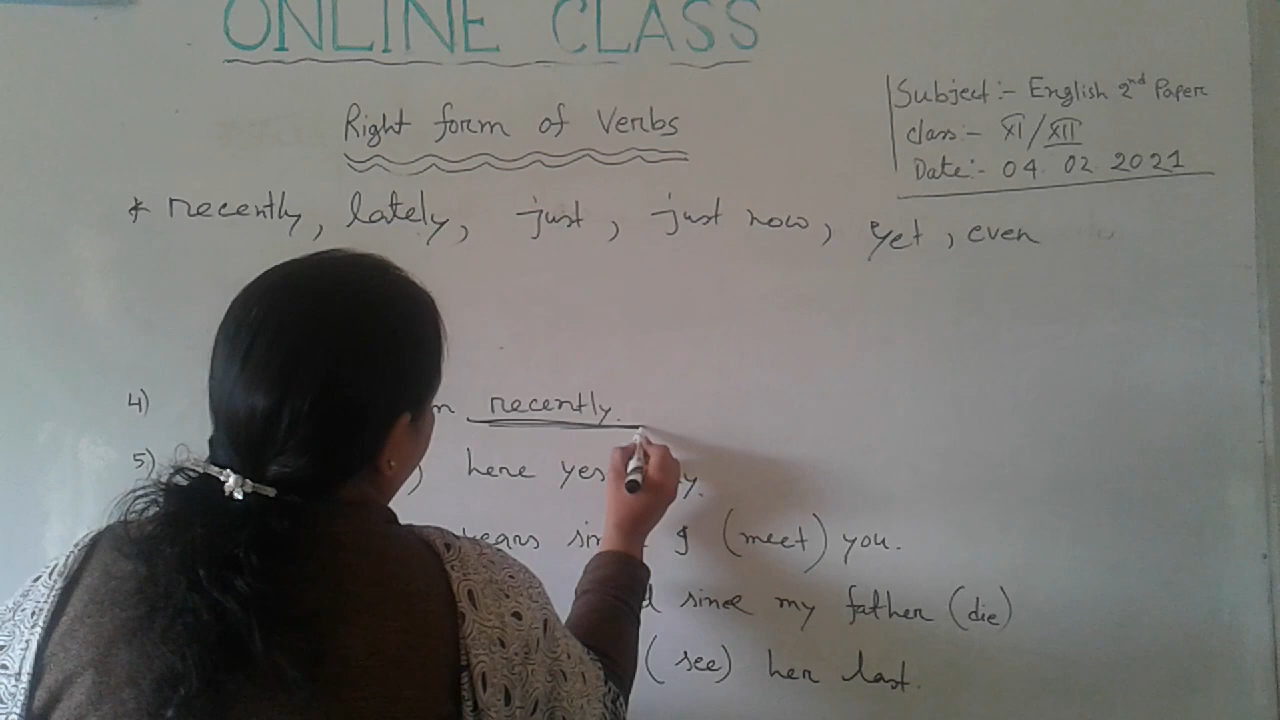 ONLINE CLASS
Subject :- English 2nd Paper
class :- XI/XII
Date :- 04. 02. 2021
Right form of Verbs
* recently, lately, just, just now, yet, even
4) recently.
5) here
(meet) you.
since my father (die)
(see) her last.